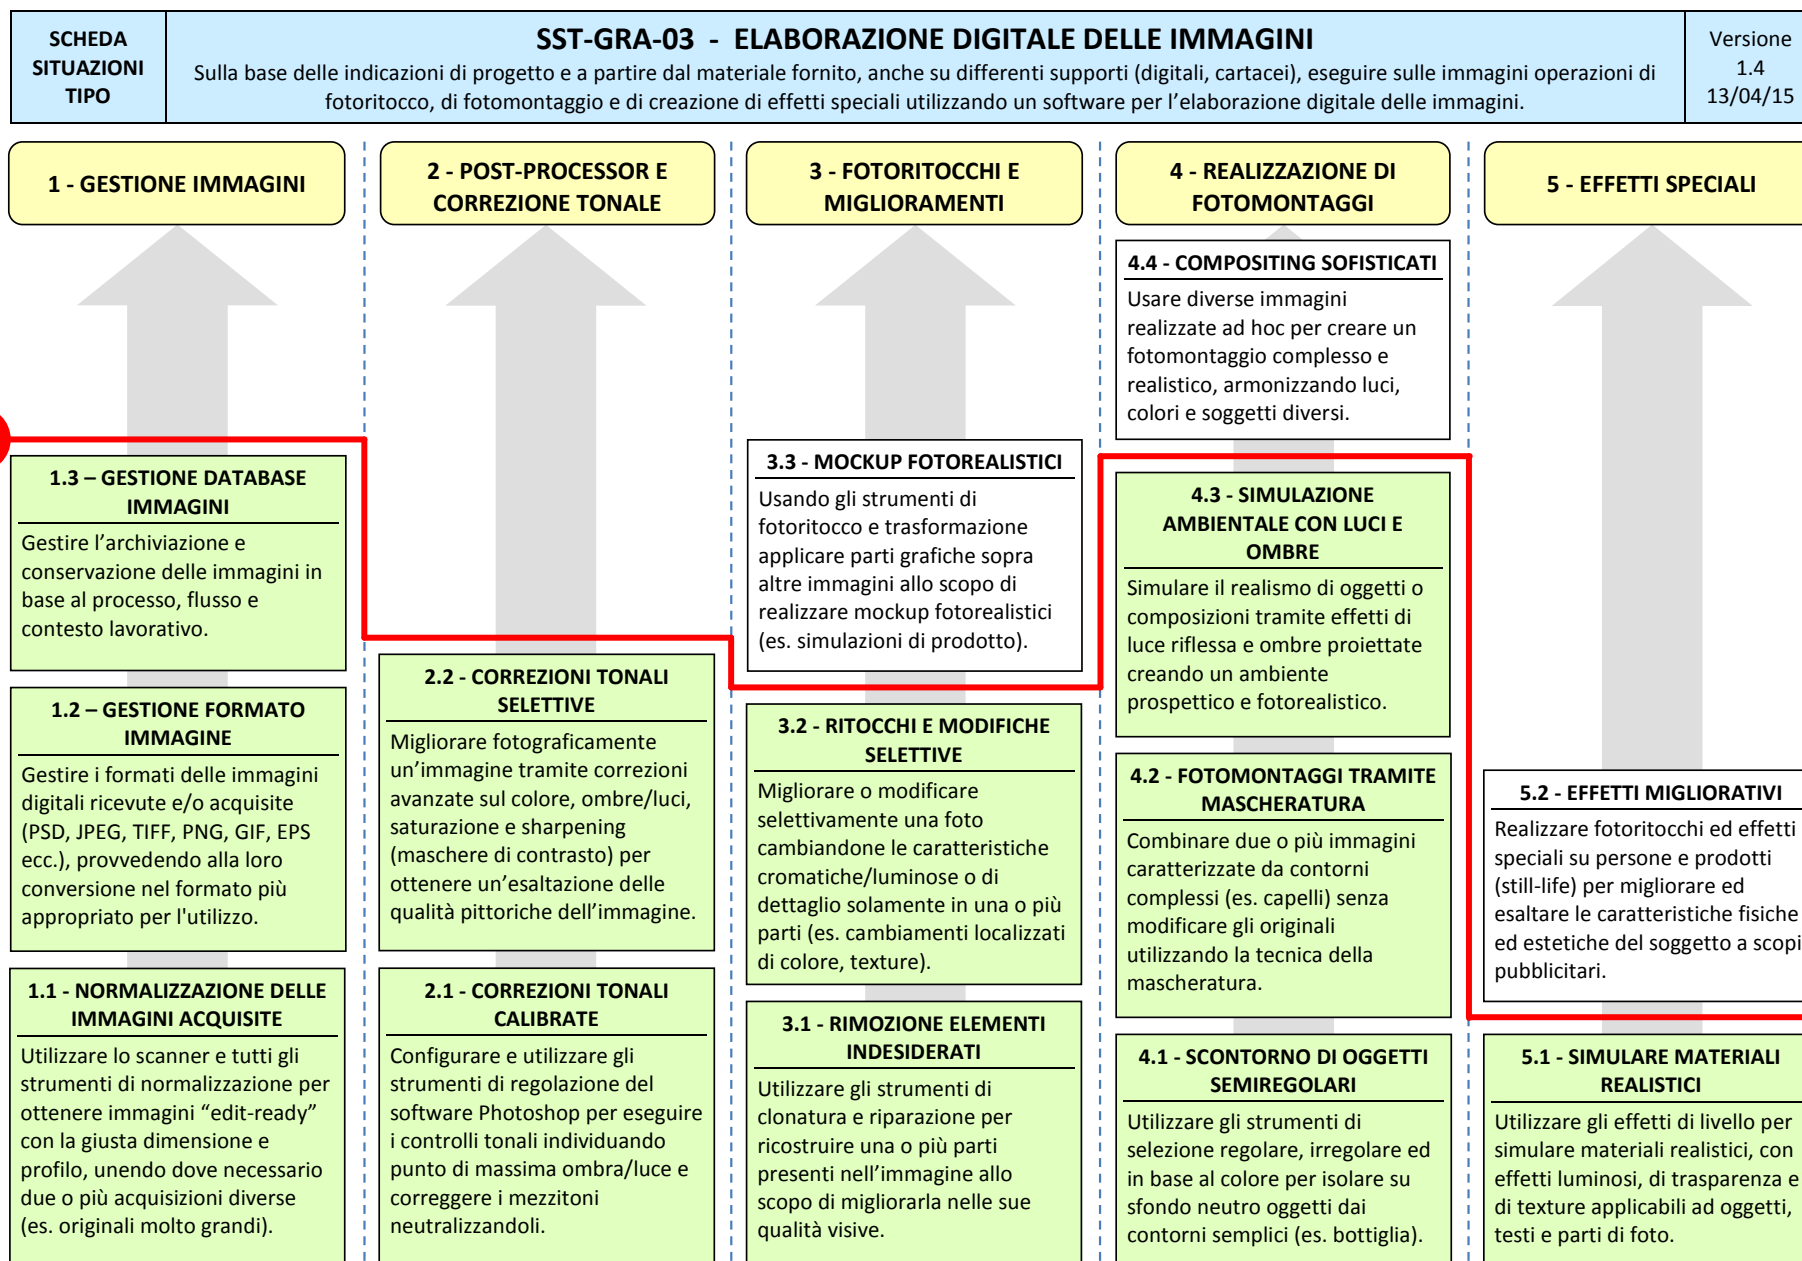 SCHEDA
SITUAZIONI
TIPO
SST-GRA-03 - ELABORAZIONE DIGITALE DELLE IMMAGINI
Sulla base delle indicazioni di progetto e a partire dal materiale fornito, anche su differenti supporti (digitali, cartacei), eseguire sulle immagini operazioni di
fotoritocco, di fotomontaggio e di creazione di effetti speciali utilizzando un software per l’elaborazione digitale delle immagini.
Versione
1.4
13/04/15
1 - GESTIONE IMMAGINI
1.3 – GESTIONE DATABASE
IMMAGINI
Gestire l’archiviazione e
conservazione delle immagini in
base al processo, flusso e
contesto lavorativo.
1.2 – GESTIONE FORMATO
IMMAGINE
Gestire i formati delle immagini
digitali ricevute e/o acquisite
(PSD, JPEG, TIFF, PNG, GIF, EPS
ecc.), provvedendo alla loro
conversione nel formato più
appropriato per l'utilizzo.
1.1 - NORMALIZZAZIONE DELLE
IMMAGINI ACQUISITE
Utilizzare lo scanner e tutti gli
strumenti di normalizzazione per
ottenere immagini “edit-ready”
con la giusta dimensione e
profilo, unendo dove necessario
due o più acquisizioni diverse
(es. originali molto grandi).
2 - POST-PROCESSOR E
CORREZIONE TONALE
2.2 - CORREZIONI TONALI
SELETTIVE
Migliorare fotograficamente
un’immagine tramite correzioni
avanzate sul colore, ombre/luci,
saturazione e sharpening
(maschere di contrasto) per
ottenere un’esaltazione delle
qualità pittoriche dell’immagine.
2.1 - CORREZIONI TONALI
CALIBRATE
Configurare e utilizzare gli
strumenti di regolazione del
software Photoshop per eseguire
i controlli tonali individuando
punto di massima ombra/luce e
correggere i mezzitoni
neutralizzandoli.
3 - FOTORITOCCHI E
MIGLIORAMENTI
3.3 - MOCKUP FOTOREALISTICI
Usando gli strumenti di
fotoritocco e trasformazione
applicare parti grafiche sopra
altre immagini allo scopo di
realizzare mockup fotorealistici
(es. simulazioni di prodotto).
3.2 - RITOCCHI E MODIFICHE
SELETTIVE
Migliorare o modificare
selettivamente una foto
cambiandone le caratteristiche
cromatiche/luminose o di
dettaglio solamente in una o più
parti (es. cambiamenti localizzati
di colore, texture).
3.1 - RIMOZIONE ELEMENTI
INDESIDERATI
Utilizzare gli strumenti di
clonatura e riparazione per
ricostruire una o più parti
presenti nell’immagine allo
scopo di migliorarla nelle sue
qualità visive.
4 - REALIZZAZIONE DI
FOTOMONTAGGI
4.4 - COMPOSITING SOFISTICATI
Usare diverse immagini
realizzate ad hoc per creare un
fotomontaggio complesso e
realistico, armonizzando luci,
colori e soggetti diversi.
4.3 - SIMULAZIONE
AMBIENTALE CON LUCI E
OMBRE
Simulare il realismo di oggetti o
composizioni tramite effetti di
luce riflessa e ombre proiettate
creando un ambiente
prospettico e fotorealistico.
4.2 - FOTOMONTAGGI TRAMITE
MASCHERATURA
Combinare due o più immagini
caratterizzate da contorni
complessi (es. capelli) senza
modificare gli originali
utilizzando la tecnica della
mascheratura.
4.1 - SCONTORNO DI OGGETTI
SEMIREGOLARI
Utilizzare gli strumenti di
selezione regolare, irregolare ed
in base al colore per isolare su
sfondo neutro oggetti dai
contorni semplici (es. bottiglia).
5 - EFFETTI SPECIALI
5.2 - EFFETTI MIGLIORATIVI
Realizzare fotoritocchi ed effetti
speciali su persone e prodotti
(still-life) per migliorare ed
esaltare le caratteristiche fisiche
ed estetiche del soggetto a scopi
pubblicitari.
5.1 - SIMULARE MATERIALI
REALISTICI
Utilizzare gli effetti di livello per
simulare materiali realistici, con
effetti luminosi, di trasparenza e
di texture applicabili ad oggetti,
testi e parti di foto.